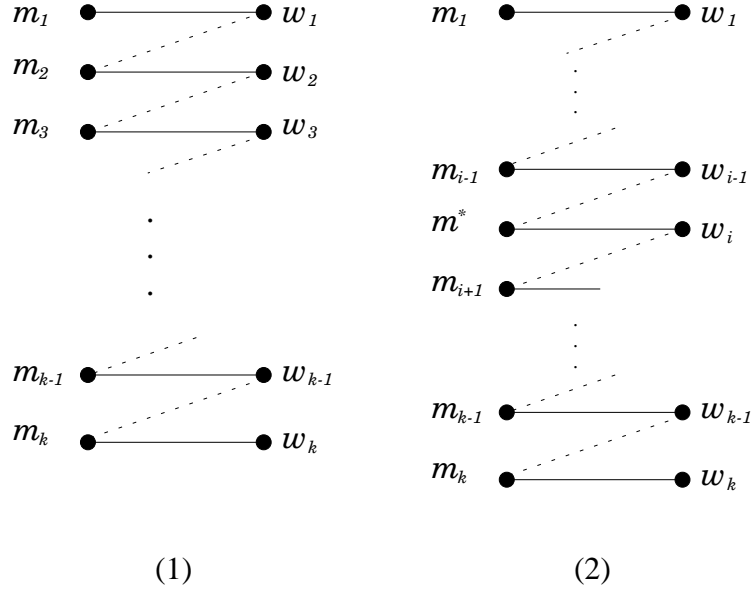 m₁ w₁
m₂ w₂
m₃ w₃
mₖ₋₁ wₖ₋₁
mₖ wₖ
(1)
m₁ w₁
mᵢ₋₁ wᵢ₋₁
m* wᵢ
mᵢ₊₁
mₖ₋₁ wₖ₋₁
mₖ wₖ
(2)